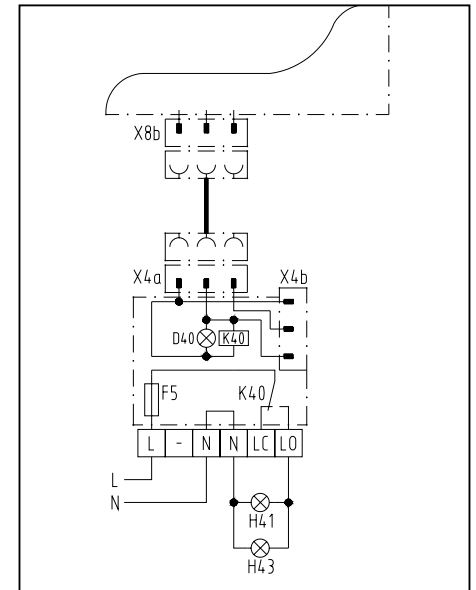 X8b
X4a X4b
D40 K40
F5 K40
L - N N LC LO
L
N
H41
H43